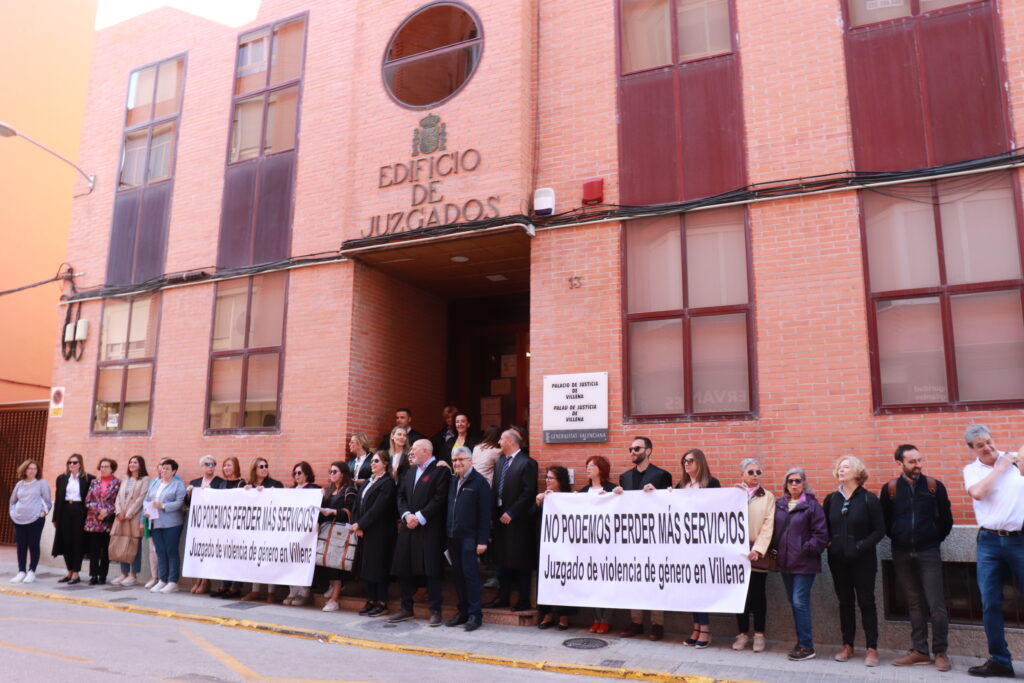 EDIFICIO
DE
JUZGADOS
13
PALACIO DE JUSTICIA
DE
VILLENA
PALAU DE JUSTÍCIA
DE
VILLENA
GENERALITAT VALENCIANA
NO PODEMOS PERDER MÁS SERVICIOS
Juzgado de violencia de género en Villena
NO PODEMOS PERDER MÁS SERVICIOS
Juzgado de violencia de género en Villena